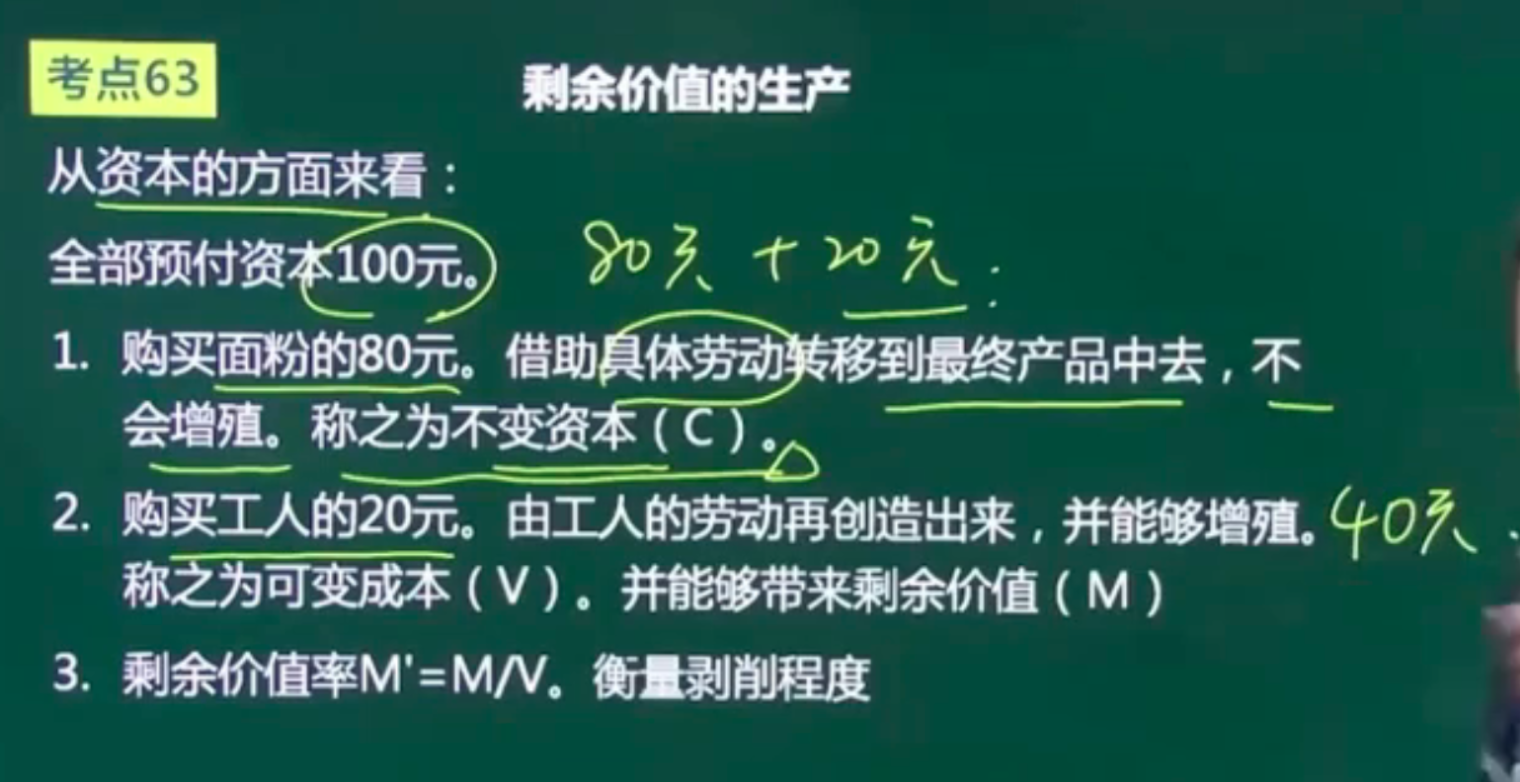 考点63
剩余价值的生产
从资本的方面来看：
全部预付资本100元。 80元 + 20元
1. 购买面粉的80元。借助具体劳动转移到最终产品中去，不
会增殖。称之为不变资本（C）。
2. 购买工人的20元。由工人的劳动再创造出来，并能够增殖。40元
称之为可变成本（V）。并能够带来剩余价值（M）
3. 剩余价值率M'=M/V。衡量剥削程度